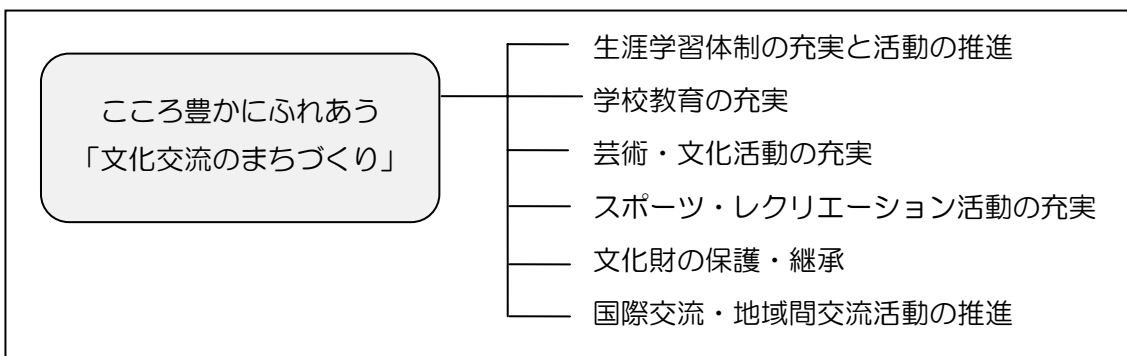 こころ豊かにふれあう
「文化交流のまちづくり」
生涯学習体制の充実と活動の推進
学校教育の充実
芸術・文化活動の充実
スポーツ・レクリエーション活動の充実
文化財の保護・継承
国際交流・地域間交流活動の推進